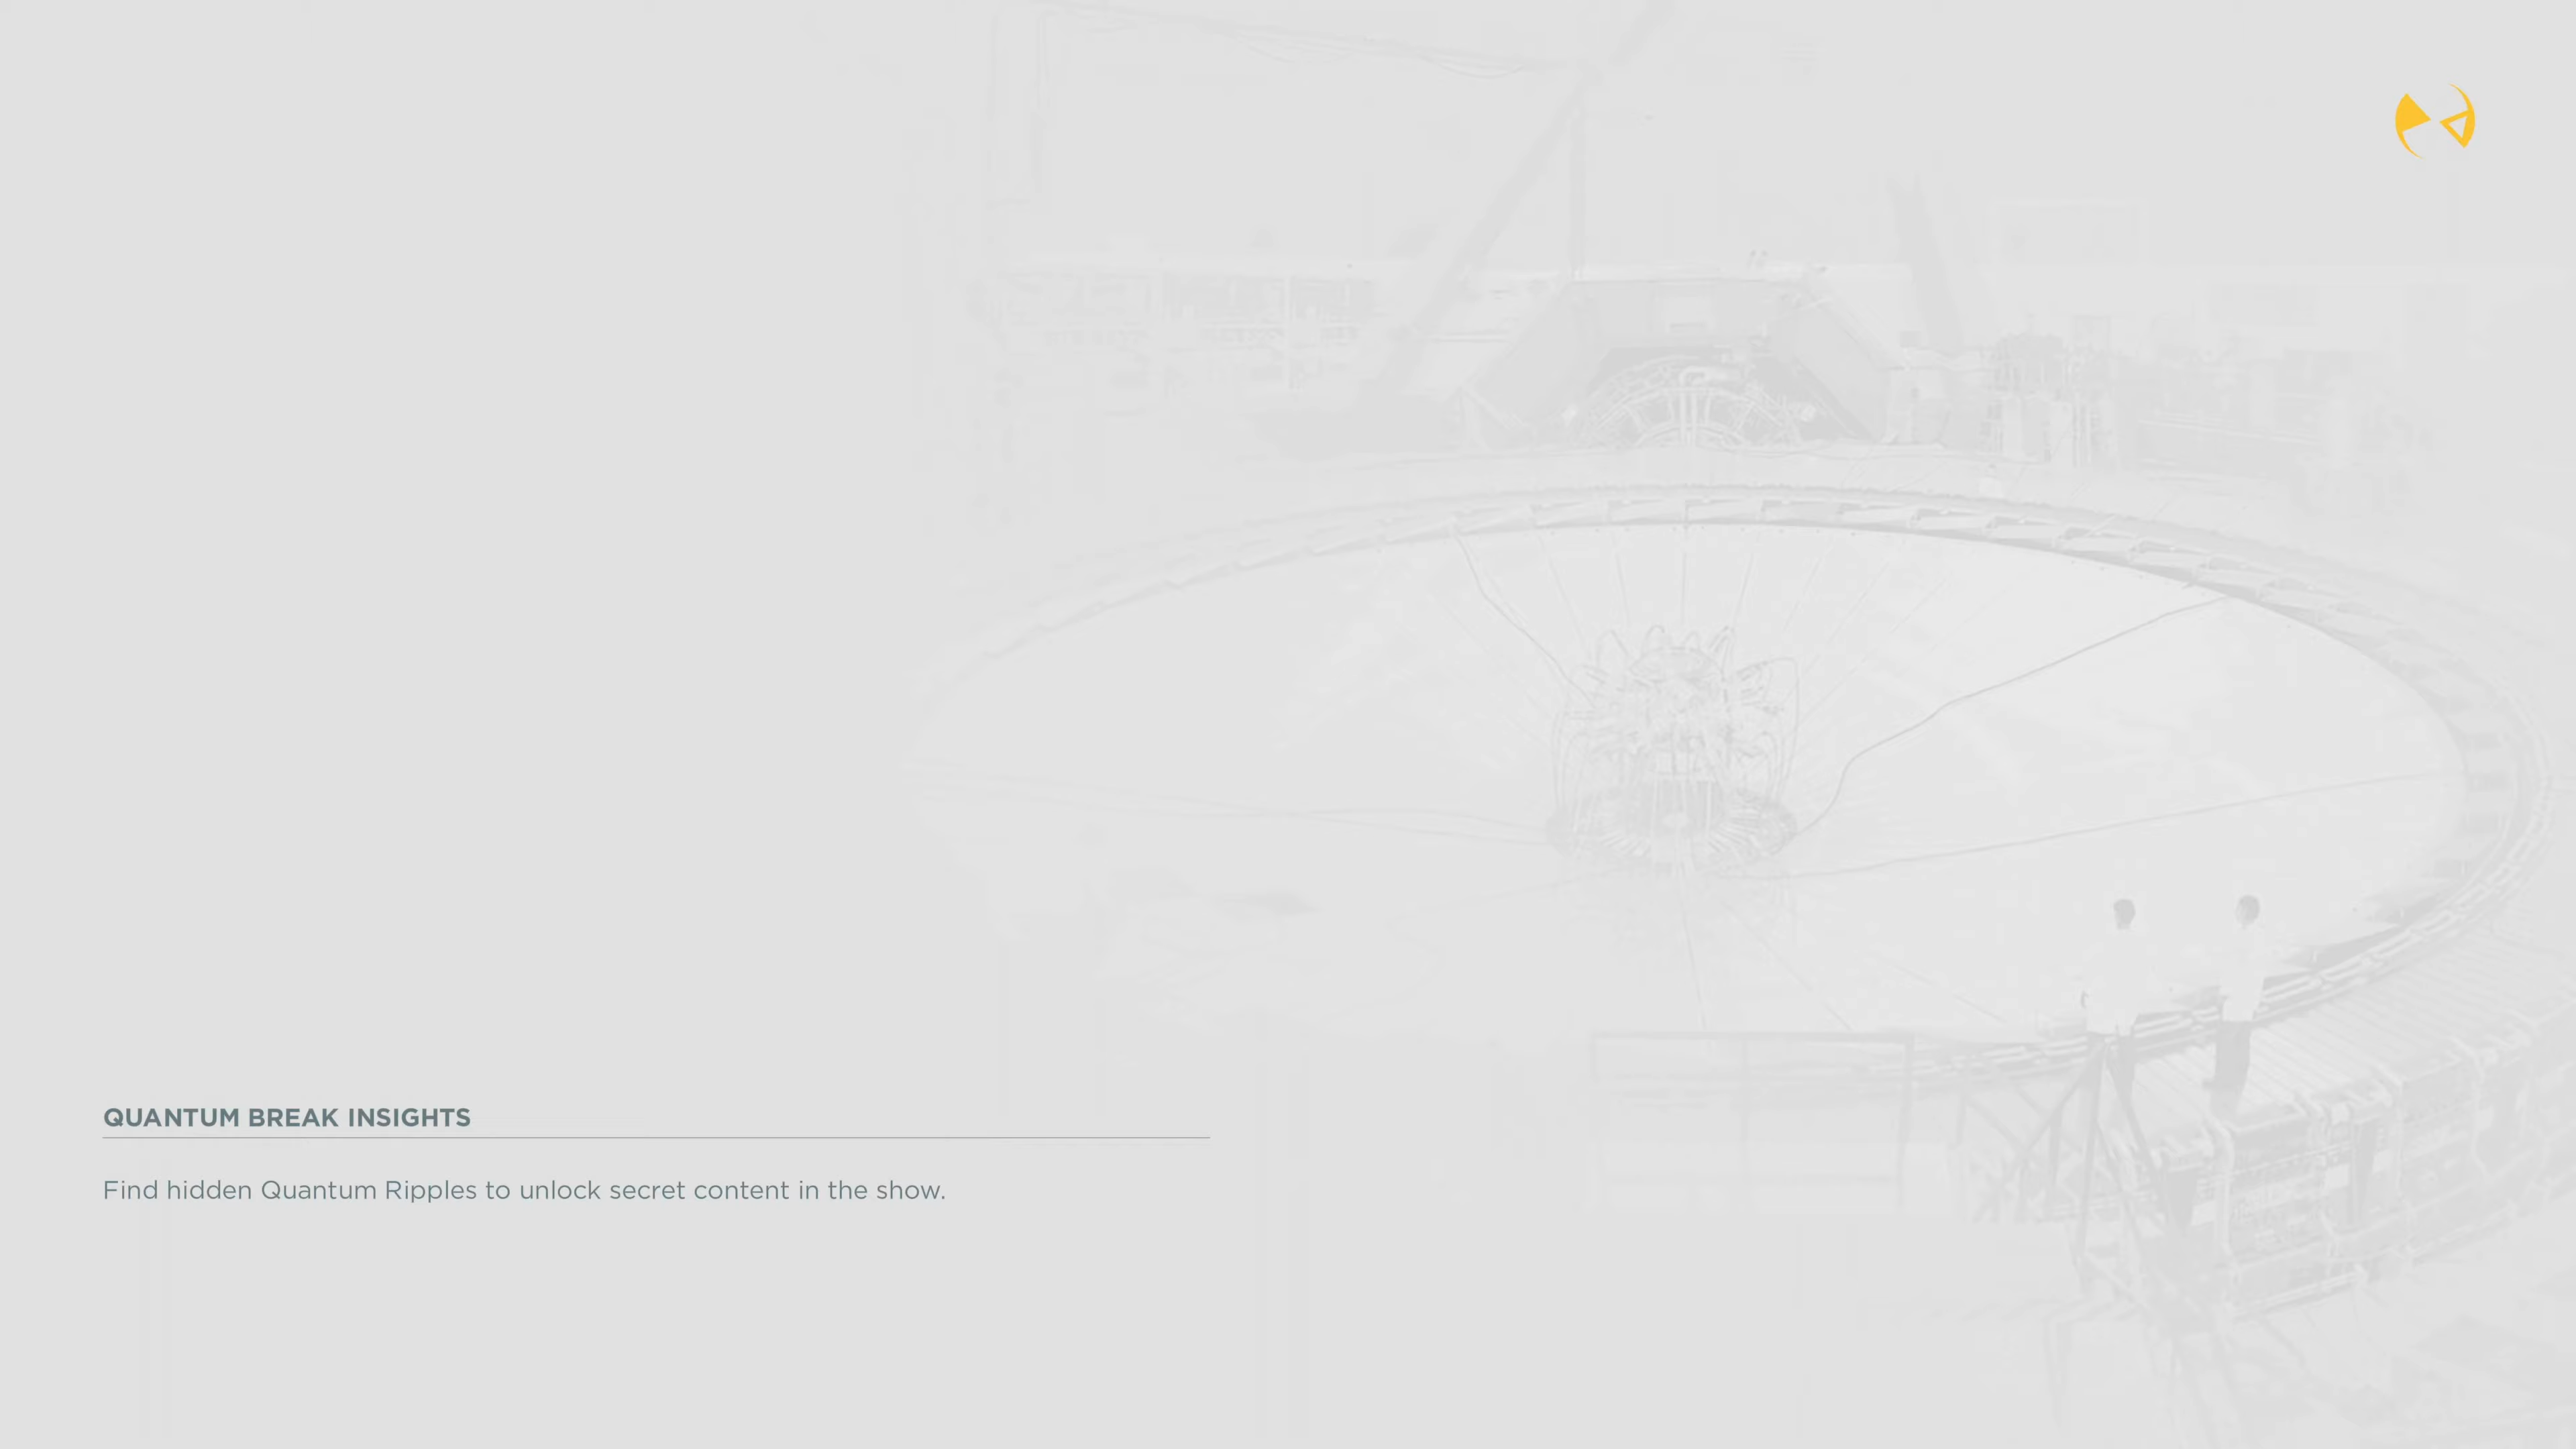 QUANTUM BREAK INSIGHTS
Find hidden Quantum Ripples to unlock secret content in the show.